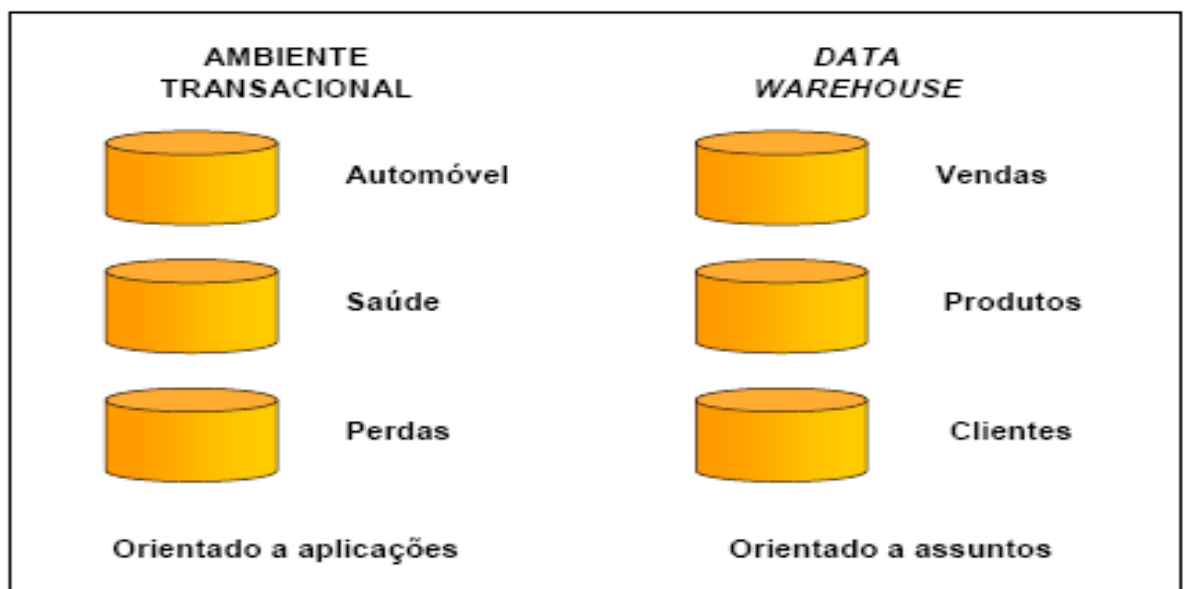 AMBIENTE
TRANSACIONAL
Automóvel
Saúde
Perdas
Orientado a aplicações
DATA
WAREHOUSE
Vendas
Produtos
Clientes
Orientado a assuntos